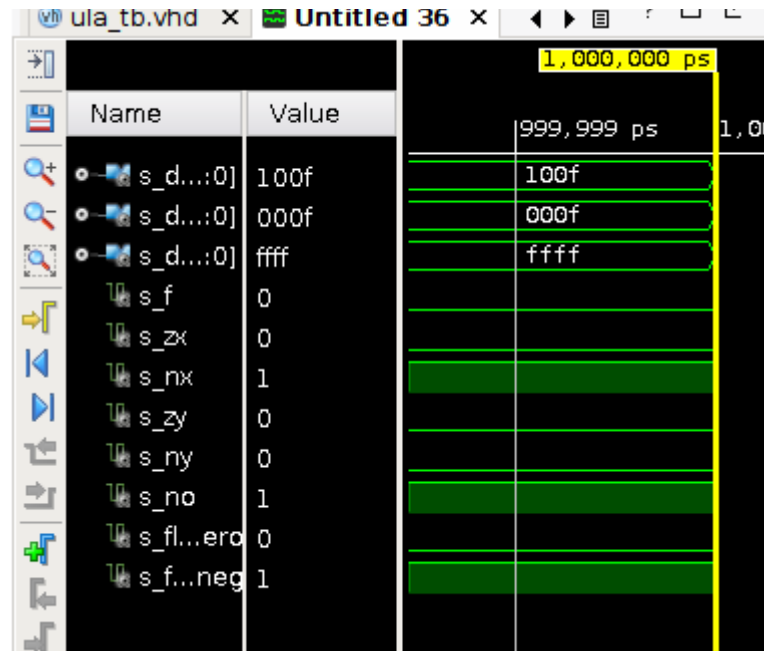 ula_tb.vhd × Untitled 36 ×
1,000,000 ps
Name Value
999,999 ps
s_d...:0] 100f 100f
s_d...:0] 000f 000f
s_d...:0] ffff ffff
s_f 0
s_zx 0
s_nx 1
s_zy 0
s_ny 0
s_no 1
s_fl...ero 0
s_f...neg 1